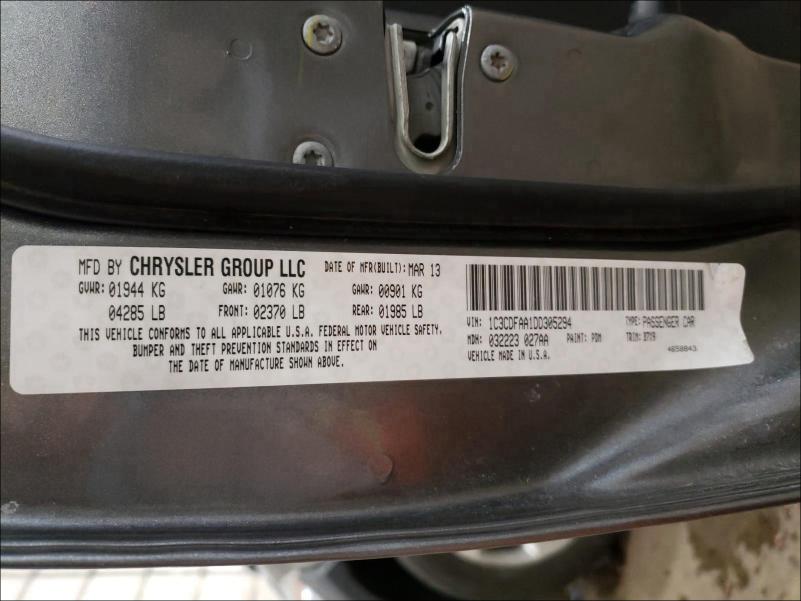 MFD BY CHRYSLER GROUP LLC DATE OF MFR(BUILT): MAR 13
GVWR: 01944 KG GAWR: 01076 KG GAWR: 00901 KG
04285 LB FRONT: 02370 LB REAR: 01985 LB
THIS VEHICLE CONFORMS TO ALL APPLICABLE U.S.A. FEDERAL MOTOR VEHICLE SAFETY,
BUMPER AND THEFT PREVENTION STANDARDS IN EFFECT ON
THE DATE OF MANUFACTURE SHOWN ABOVE.
VIN: 1C3CDFAA1DD305294 TYPE: PASSENGER CAR
MDH: 032223 027AA PAINT: PDM TRIM: B7X9
VEHICLE MADE IN U.S.A. 4658843